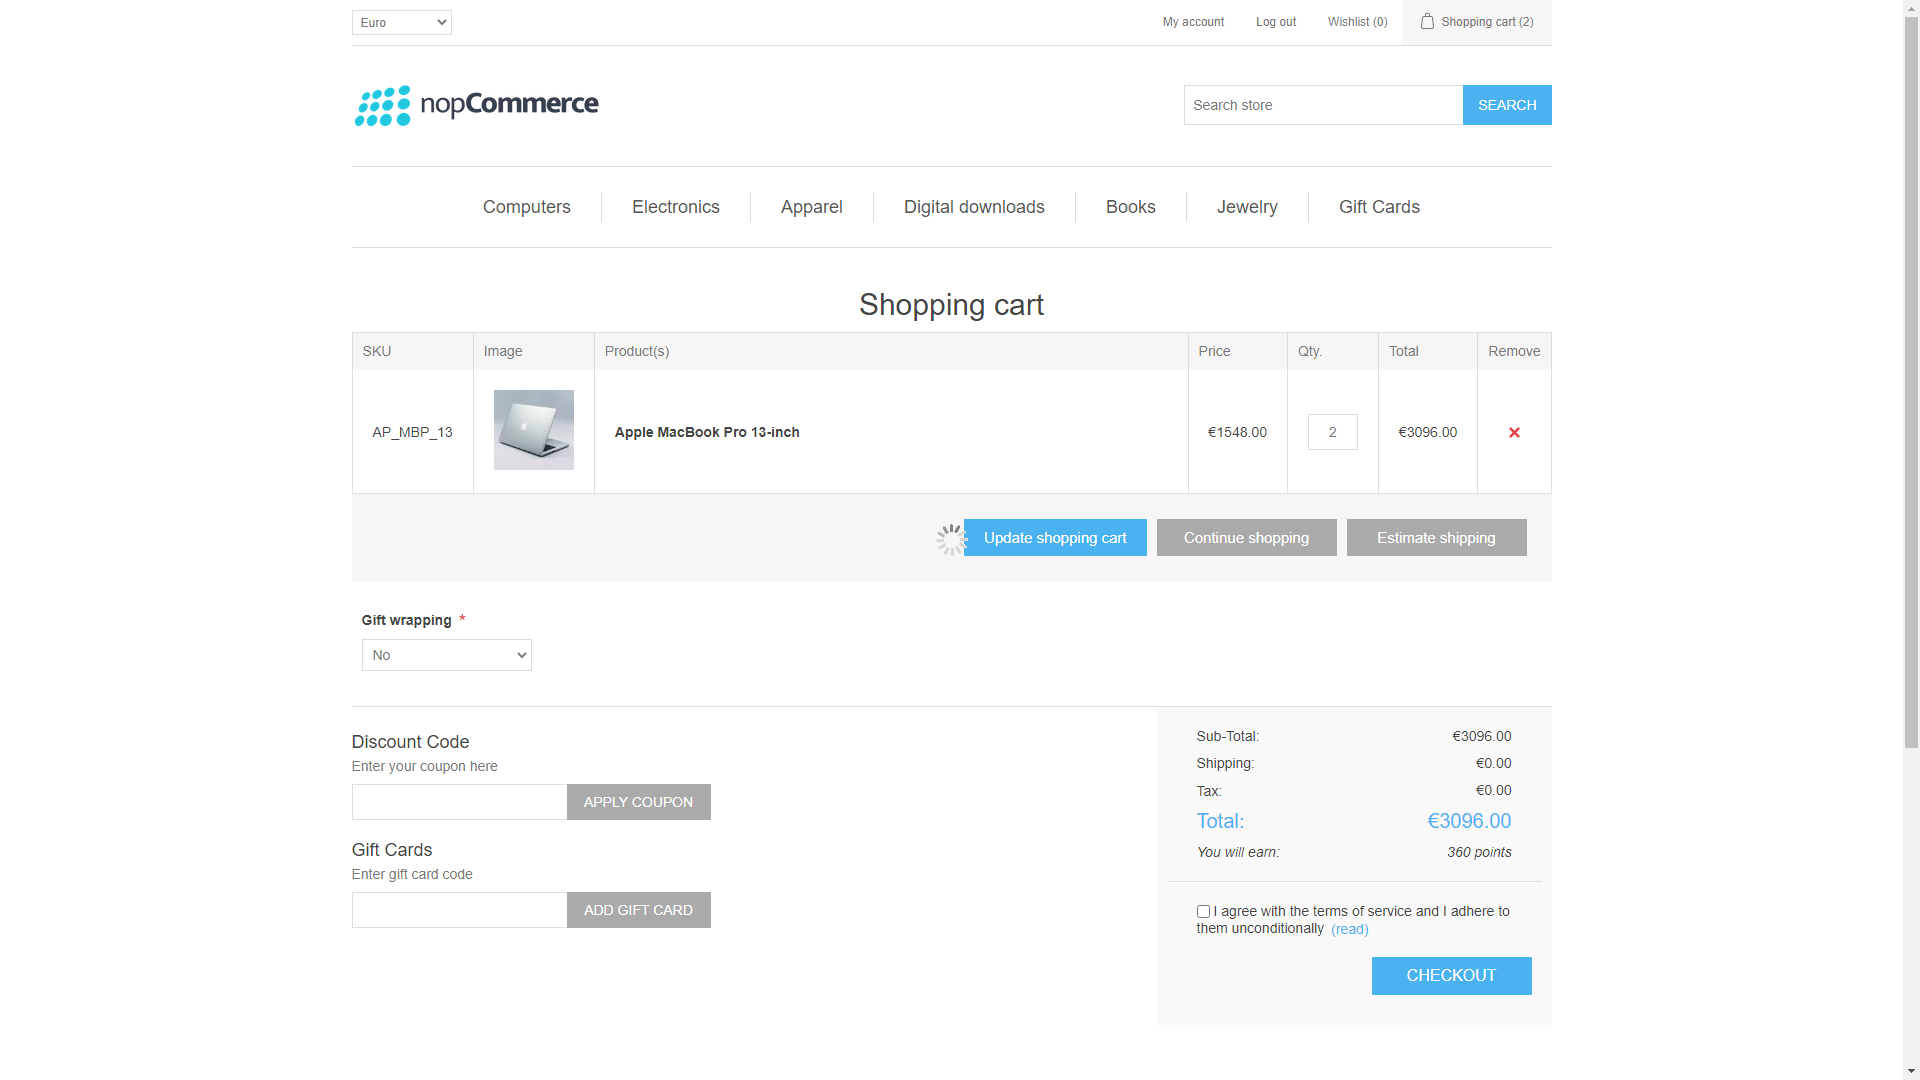 Euro
My account
Log out
Wishlist (0)
Shopping cart (2)
nopCommerce
Search store
SEARCH
Computers
Electronics
Apparel
Digital downloads
Books
Jewelry
Gift Cards
Shopping cart
SKU
Image
Product(s)
Price
Qty.
Total
Remove
AP_MBP_13
Apple MacBook Pro 13-inch
€1548.00
2
€3096.00
Update shopping cart
Continue shopping
Estimate shipping
Gift wrapping *
No
Discount Code
Enter your coupon here
APPLY COUPON
Gift Cards
Enter gift card code
ADD GIFT CARD
Sub-Total: €3096.00
Shipping: €0.00
Tax: €0.00
Total: €3096.00
You will earn: 360 points
I agree with the terms of service and I adhere to
them unconditionally (read)
CHECKOUT